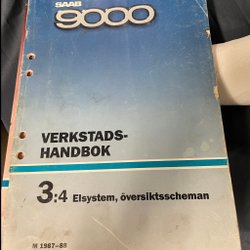 SAAB
9000
VERKSTADS-
HANDBOK
3:4 Elsystem, översiktsscheman
M 1987-88